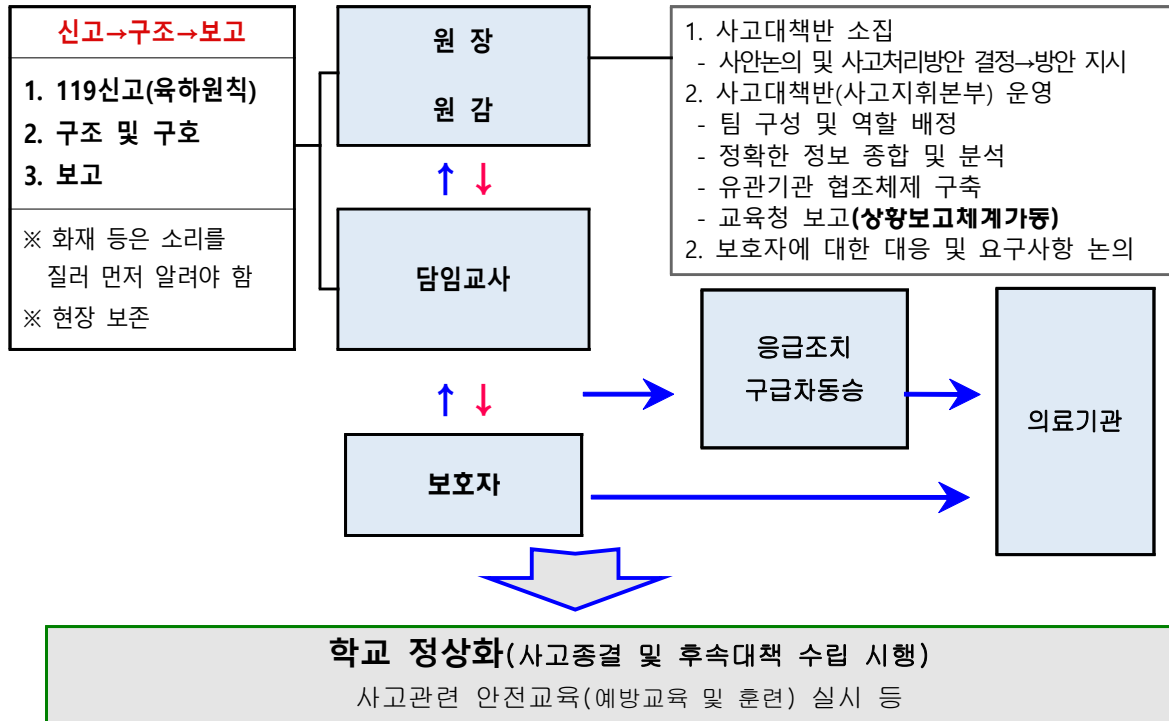 신고→구조→보고
1. 119신고(육하원칙)
2. 구조 및 구호
3. 보고
※ 화재 등은 소리를
질러 먼저 알려야 함
※ 현장 보존
원 장
원 감
↑ ↓
담임교사
↑ ↓
보호자
1. 사고대책반 소집
- 사안논의 및 사고처리방안 결정→방안 지시
2. 사고대책반(사고지휘본부) 운영
- 팀 구성 및 역할 배정
- 정확한 정보 종합 및 분석
- 유관기관 협조체제 구축
- 교육청 보고(상황보고체계가동)
2. 보호자에 대한 대응 및 요구사항 논의
응급조치
구급차동승
의료기관
학교 정상화(사고종결 및 후속대책 수립 시행)
사고관련 안전교육(예방교육 및 훈련) 실시 등